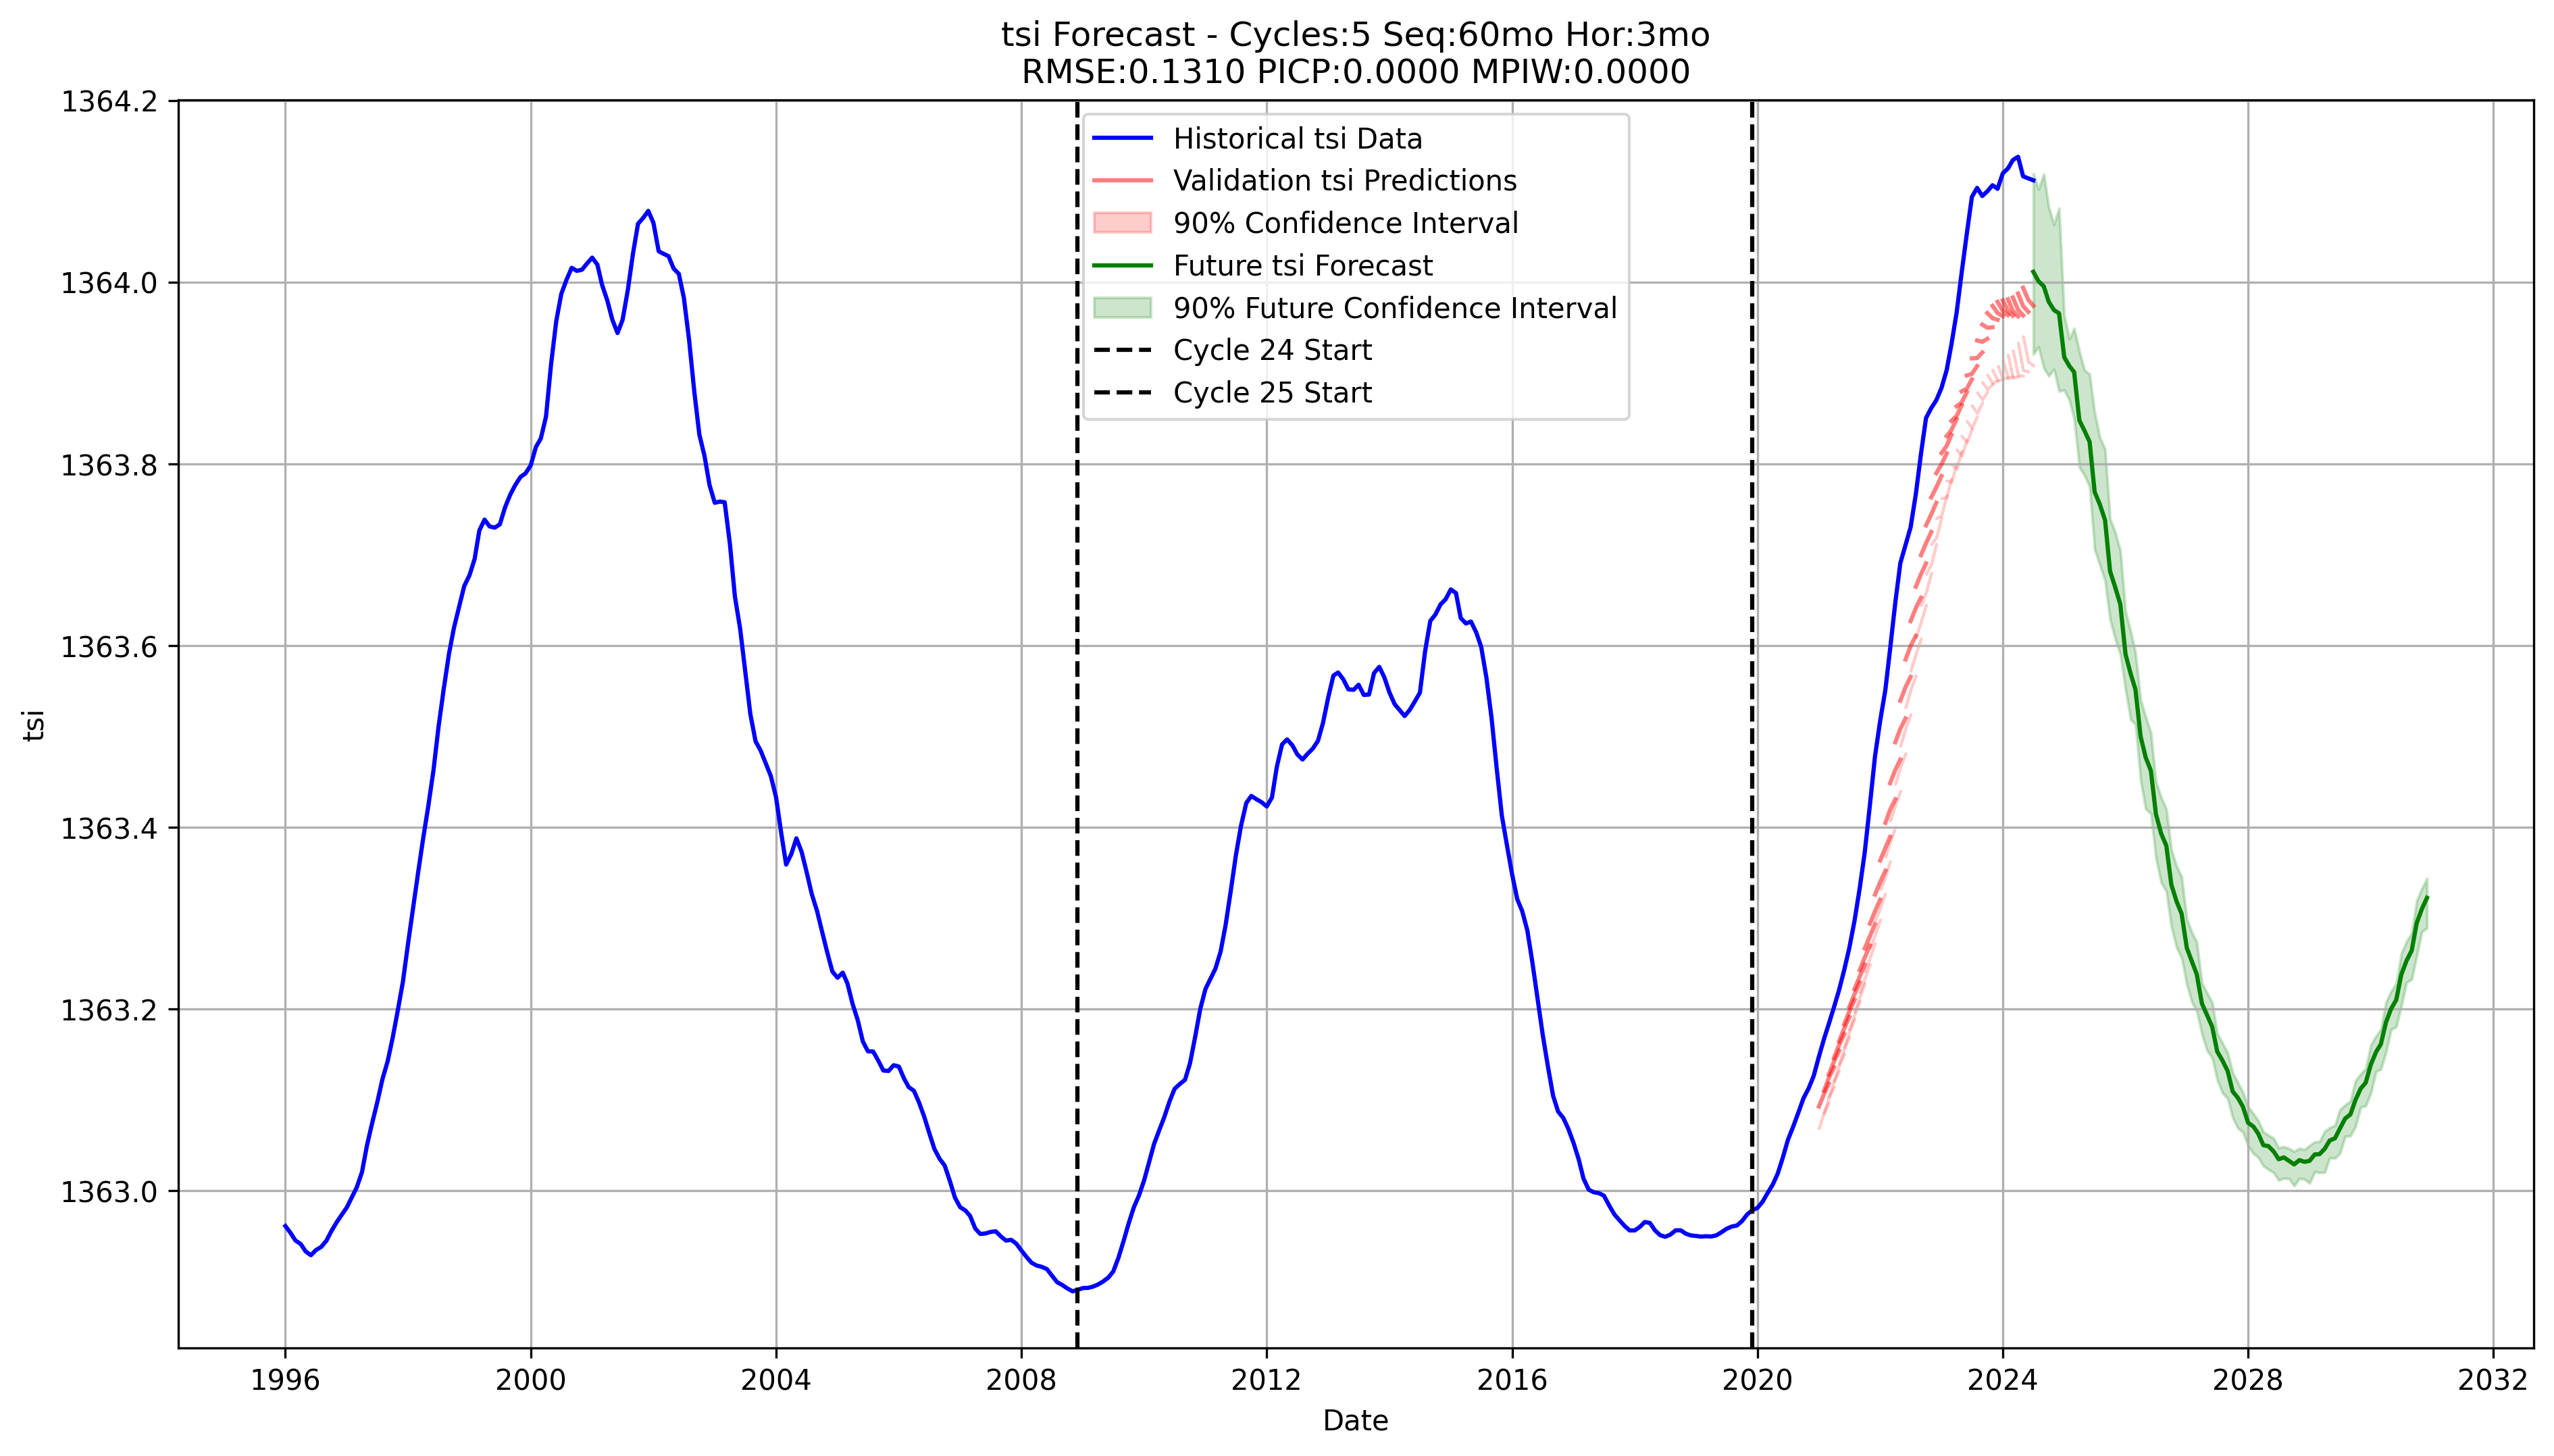 tsi Forecast - Cycles:5 Seq:60mo Hor:3mo
RMSE:0.1310 PICP:0.0000 MPIW:0.0000
Historical tsi Data
Validation tsi Predictions
90% Confidence Interval
Future tsi Forecast
90% Future Confidence Interval
Cycle 24 Start
Cycle 25 Start
1364.2
1364.0
1363.8
1363.6
1363.4
1363.2
1363.0
tsi
1996 2000 2004 2008 2012 2016 2020 2024 2028 2032
Date